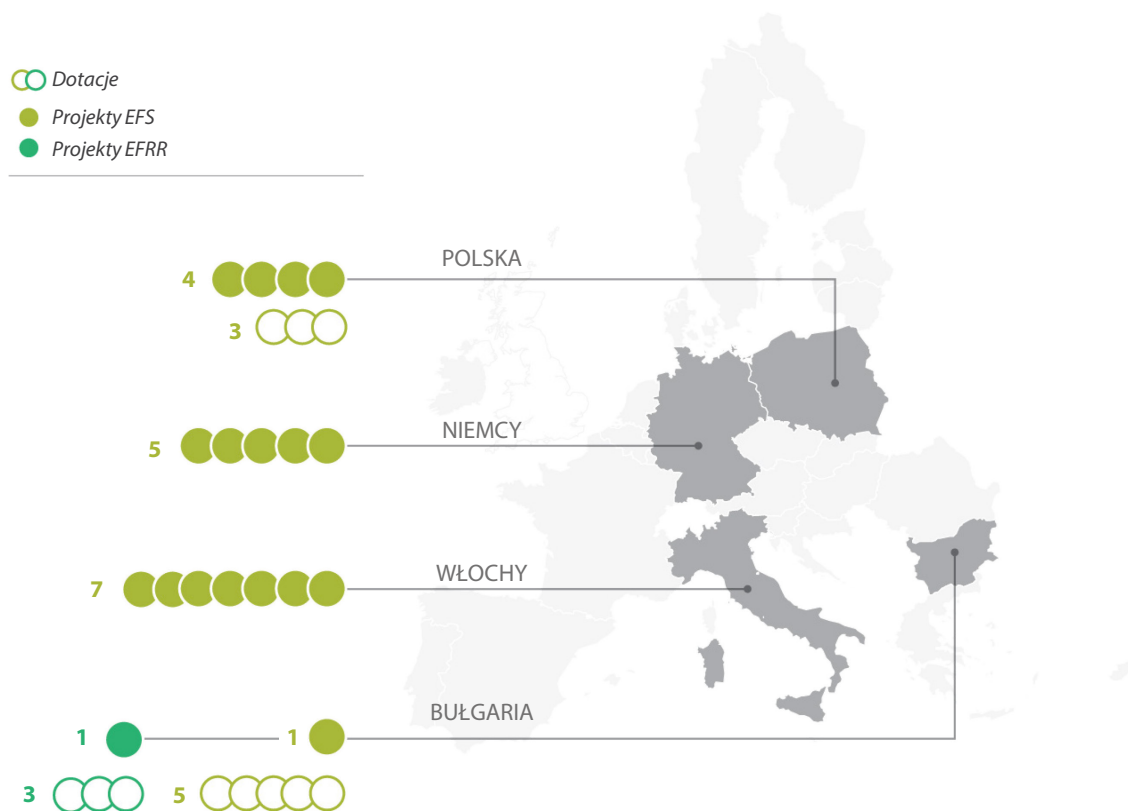 Dotacje
Projekty EFS
Projekty EFRR
POLSKA
4
3
NIEMCY
5
WŁOCHY
7
BUŁGARIA
1
1
3
5